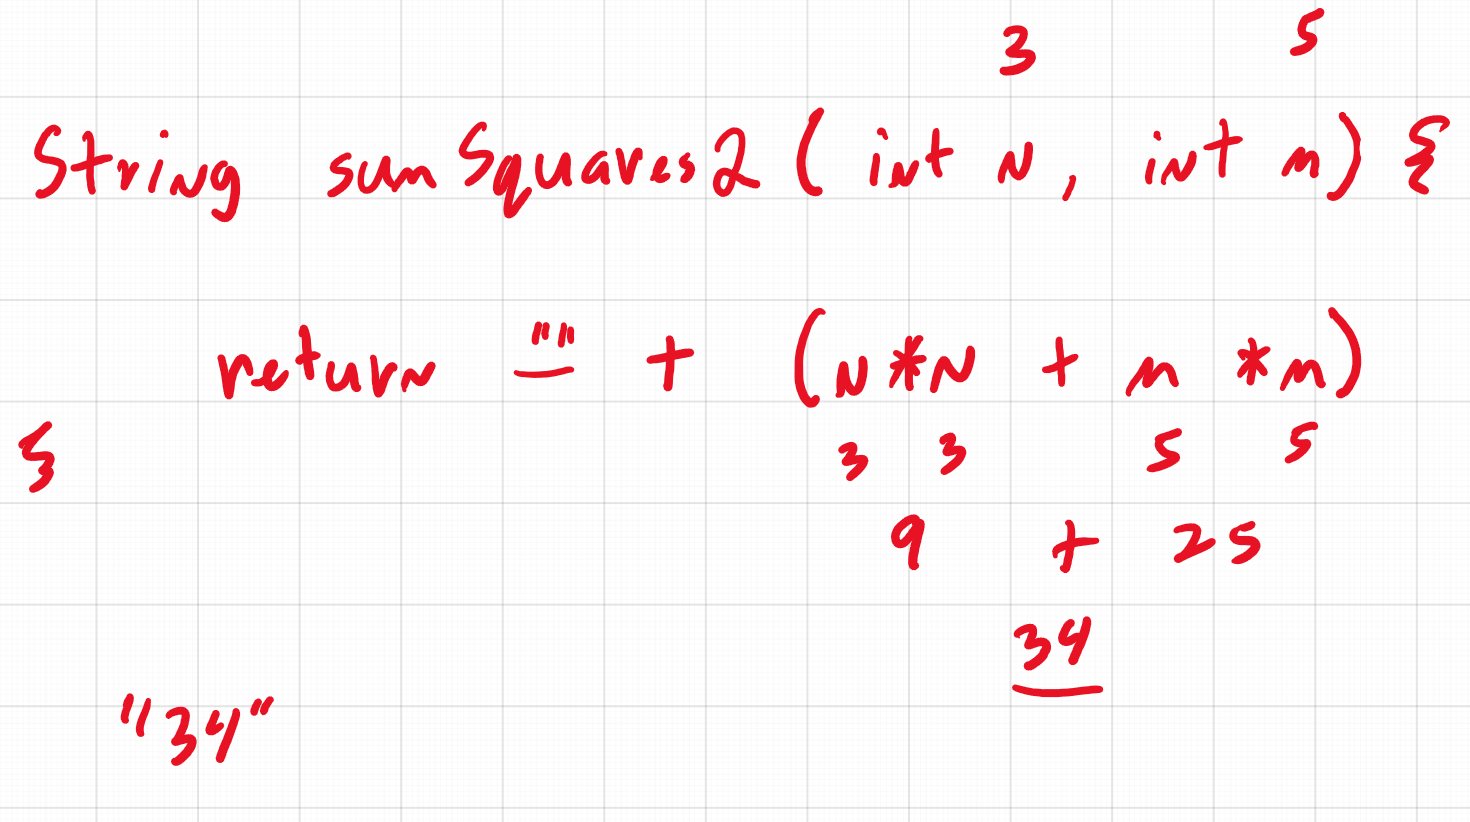 3 5
String sumSquares2 ( int n, int m) {
return "" + (n*n + m *m)
3 3 5 5
}
9 + 25
34
"34"